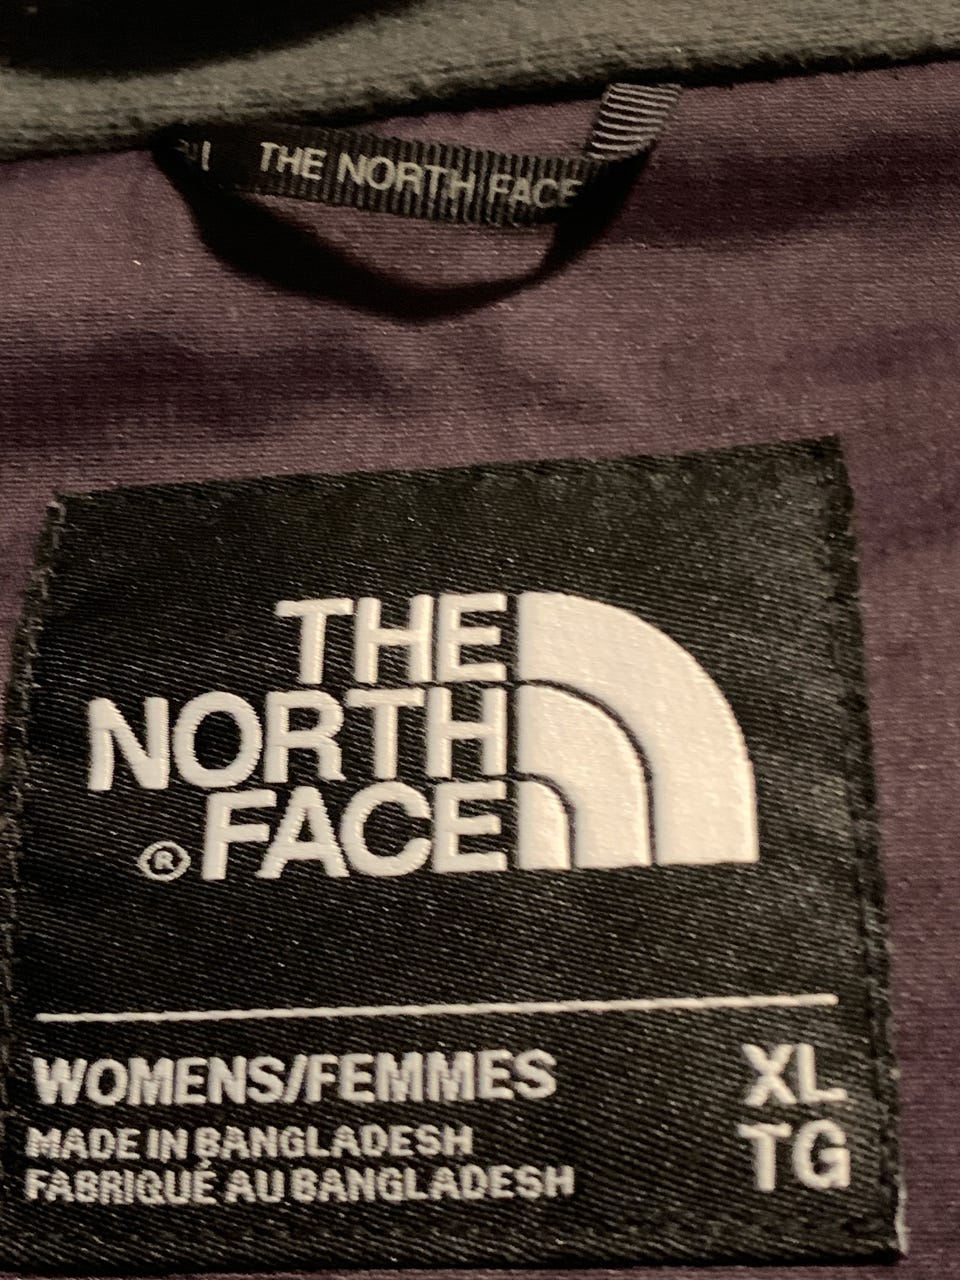 THE NORTH FACE
THE
NORTH
FACE
®
WOMENS/FEMMES XL
MADE IN BANGLADESH TG
FABRIQUÉ AU BANGLADESH